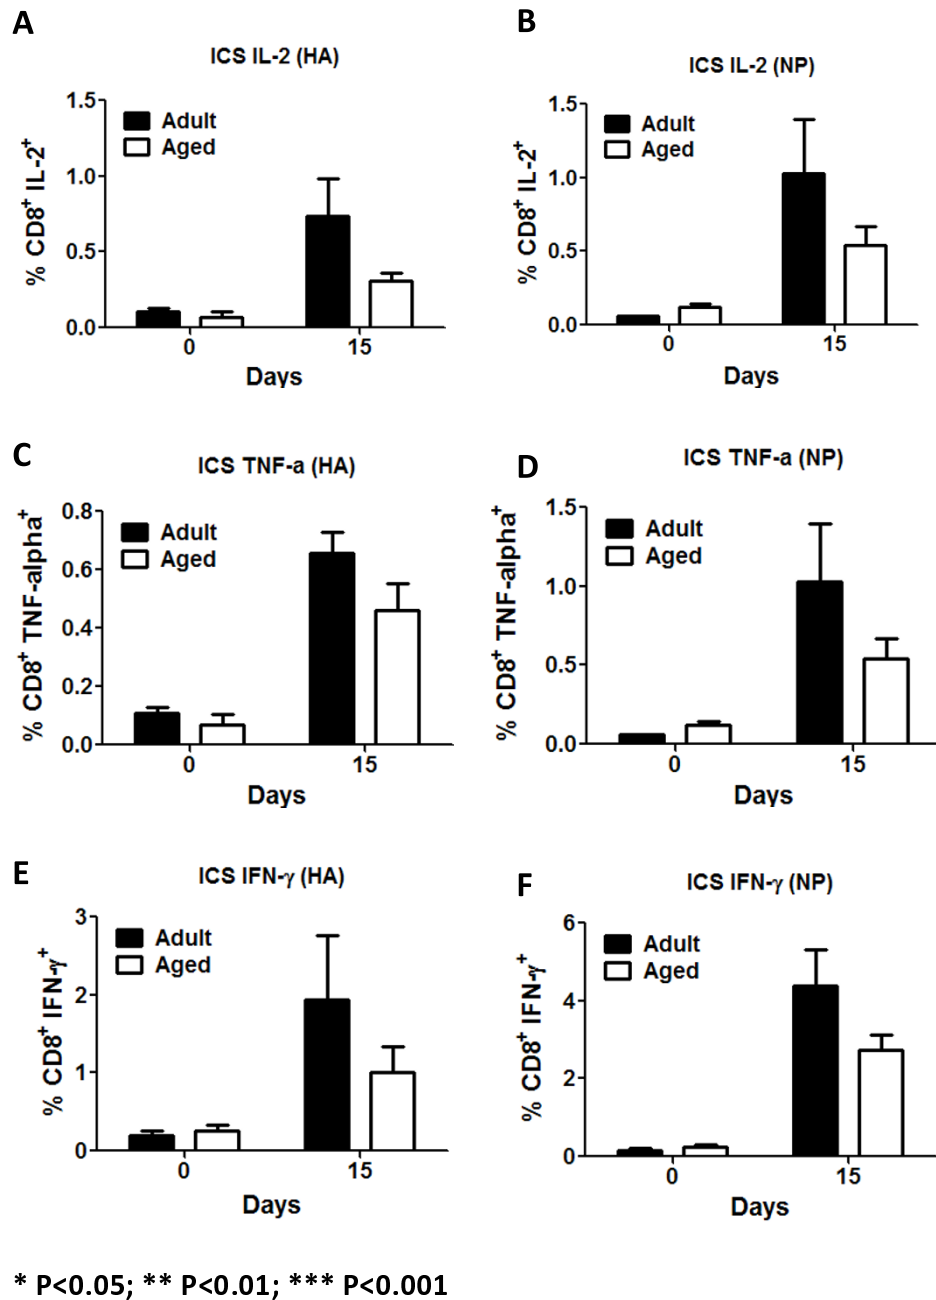 A
ICS IL-2 (HA)
% CD8+ IL-2+
1.5
1.0
0.5
0.0
Adult
Aged
0
15
Days
B
ICS IL-2 (NP)
% CD8+ IL-2+
1.5
1.0
0.5
0.0
Adult
Aged
0
15
Days
C
ICS TNF-a (HA)
% CD8+ TNF-alpha+
0.8
0.6
0.4
0.2
0.0
Adult
Aged
0
15
Days
D
ICS TNF-a (NP)
% CD8+ TNF-alpha+
1.5
1.0
0.5
0.0
Adult
Aged
0
15
Days
E
ICS IFN-γ (HA)
% CD8+ IFN-γ+
3
2
1
0
Adult
Aged
0
15
Days
F
ICS IFN-γ (NP)
% CD8+ IFN-γ+
6
4
2
0
Adult
Aged
0
15
Days
* P<0.05; ** P<0.01; *** P<0.001